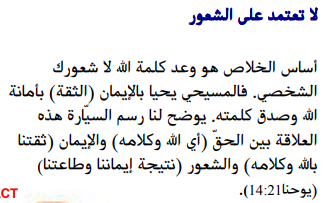 لا تعتمد على الشعور
أساس الخلاص هو وعد كلمة الله لا شعورك
الشخصي. فالمسيحي يحيا بالإيمان (الثقة) بأمانة
الله وصدق كلمته. يوضح لنا رسم السيّارة هذه
العلاقة بين الحقّ (أي الله وكلامه) والإيمان (ثقتنا
بالله وكلامه) والشعور (نتيجة إيماننا وطاعتنا)
(يوحنا14:21).